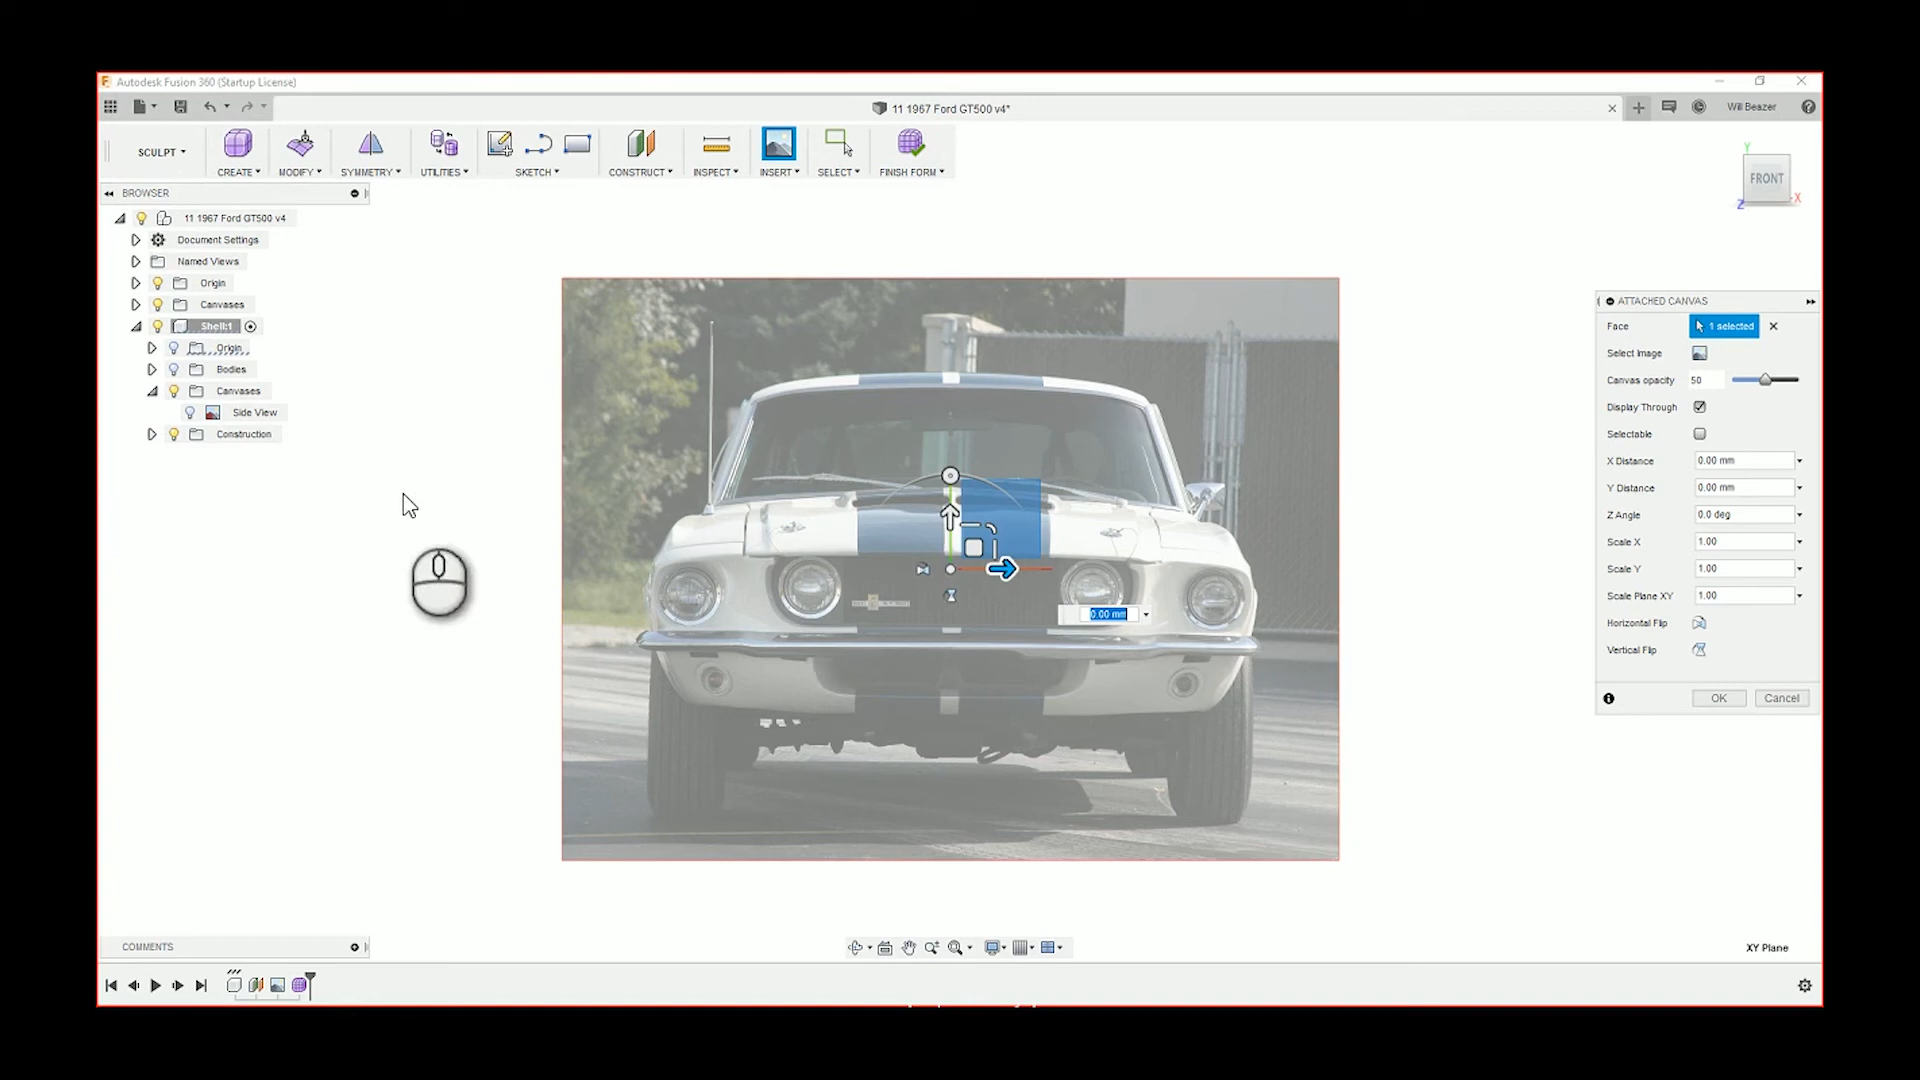 Autodesk Fusion 360 (Startup License)
11 1967 Ford GT500 v4*
Will Beazer
SCULPT
CREATE
MODIFY
SYMMETRY
UTILITIES
SKETCH
CONSTRUCT
INSPECT
INSERT
SELECT
FINISH FORM
BROWSER
11 1967 Ford GT500 v4
Document Settings
Named Views
Origin
Canvases
Shell:1
Origin
Bodies
Canvases
Side View
Construction
Y
FRONT
Z
X
ATTACHED CANVAS
Face
1 selected
Select Image
Canvas opacity
50
Display Through
Selectable
X Distance
0.00 mm
Y Distance
0.00 mm
Z Angle
0.0 deg
Scale X
1.00
Scale Y
1.00
Scale Plane XY
1.00
Horizontal Flip
Vertical Flip
OK
Cancel
0.00 mm
COMMENTS
XY Plane